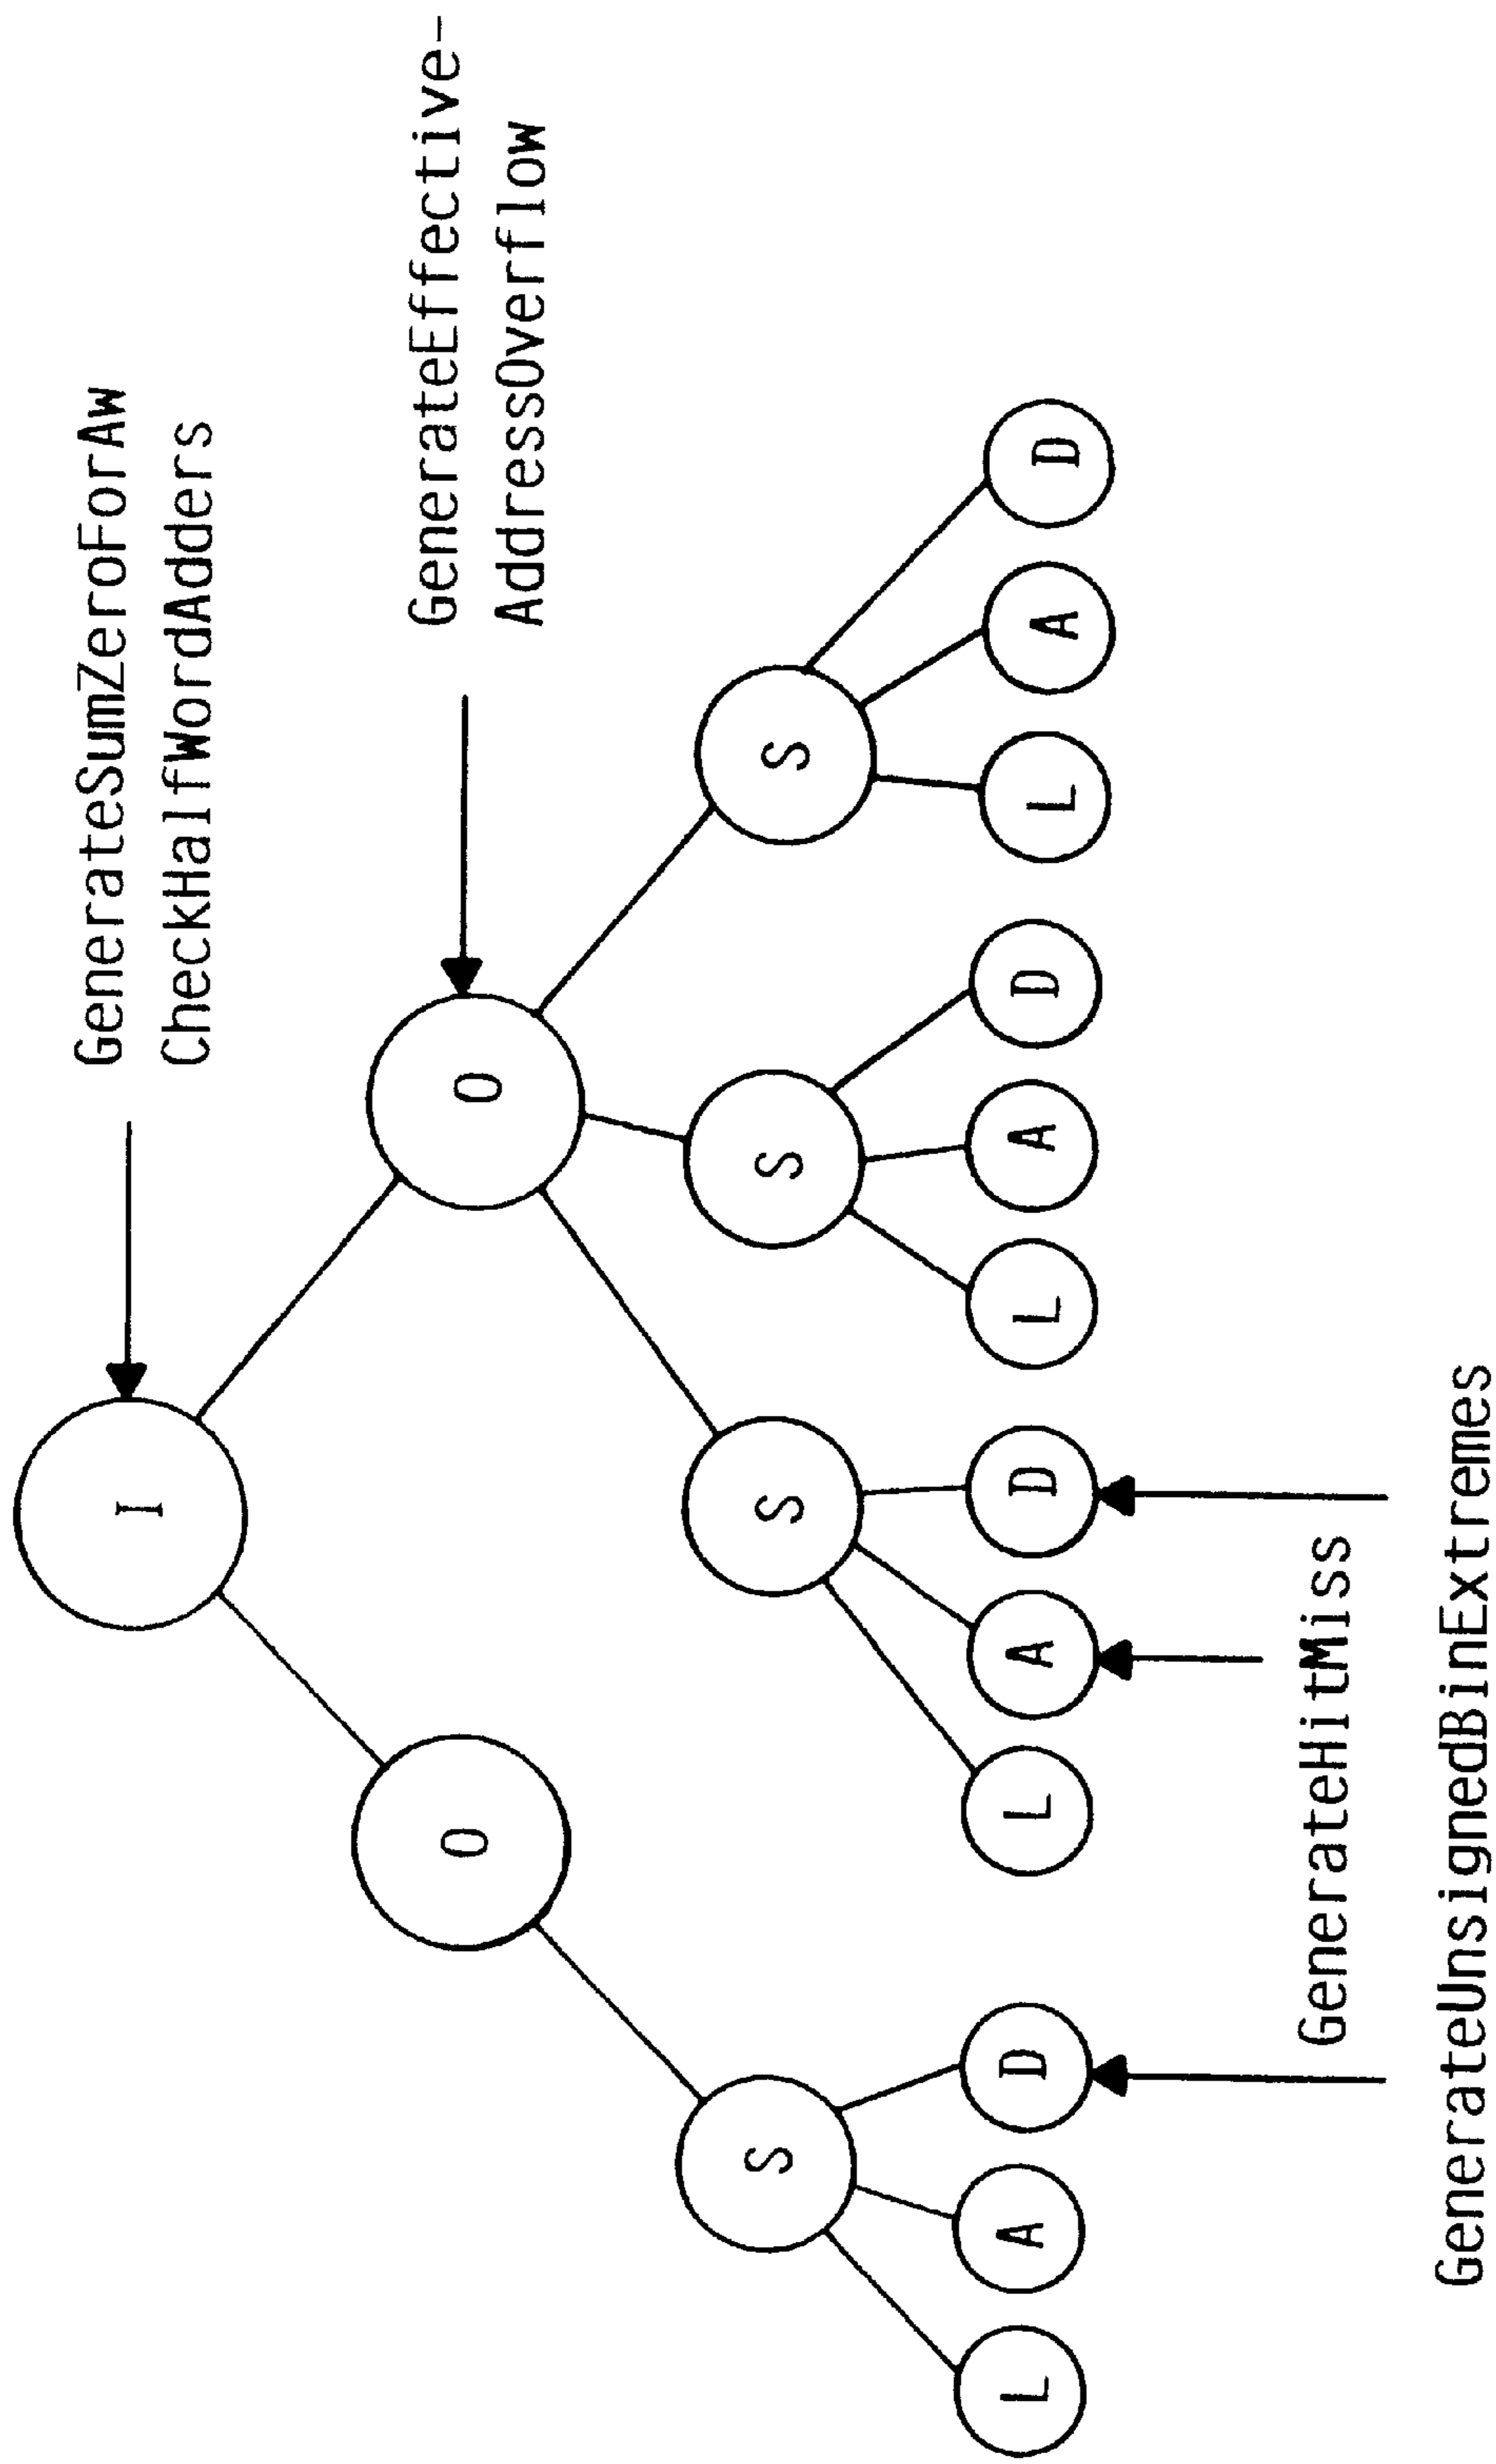 GenerateSumZeroForAw
CheckHalfWordAdders
I
GenerateEffective-
AddressOverflow
O
O
S
S
S
S
L
A
D
L
A
D
L
A
D
L
A
D
GenerateHitMiss
GenerateUnsignedBinExtremes